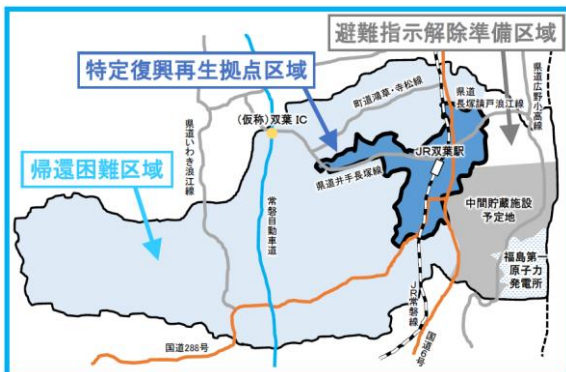 避難指示解除準備区域
特定復興再生拠点区域
帰還困難区域
(仮称)双葉 IC
町道鴻草・寺松線
県道
長塚請戸浪江線
県道広野小高線
県道いわき浪江線
JR双葉駅
県道井手長塚線
常磐自動車道
中間貯蔵施設
予定地
福島第一
原子力
発電所
JR常磐線
国道6号
国道288号